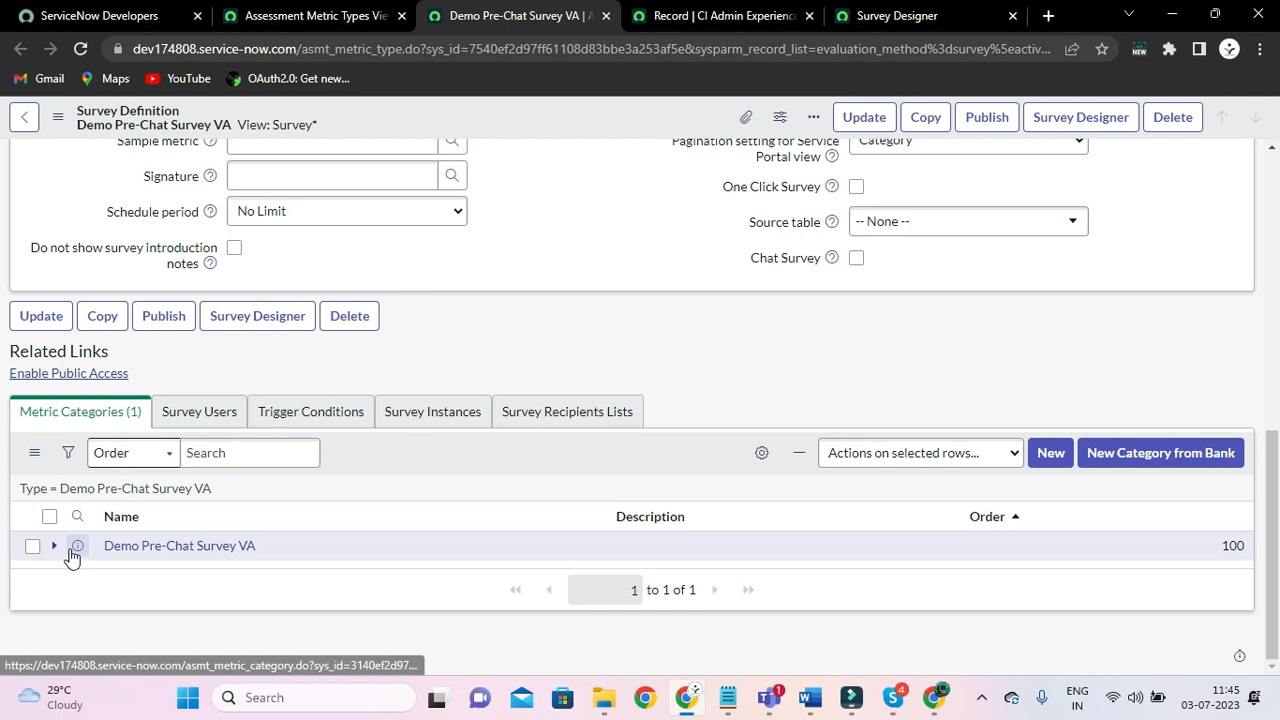 ServiceNow Developers
Assessment Metric Types Vie
Demo Pre-Chat Survey VA | A
Record | CI Admin Experience
Survey Designer
dev174808.service-now.com/asmt_metric_type.do?sys_id=7540ef2d97ff61108d83bbe3a253af5e&sysparm_record_list=evaluation_method%3dsurvey%5eactiv...
NEW
Gmail
Maps
YouTube
OAuth2.0: Get new...
Survey Definition
Demo Pre-Chat Survey VA View: Survey*
Update
Copy
Publish
Survey Designer
Delete
Sample metric
Pagination setting for Service
Portal view
Category
Signature
One Click Survey
Schedule period
No Limit
Source table
-- None --
Do not show survey introduction
notes
Chat Survey
Update
Copy
Publish
Survey Designer
Delete
Related Links
Enable Public Access
Metric Categories (1)
Survey Users
Trigger Conditions
Survey Instances
Survey Recipients Lists
Order
Search
Actions on selected rows...
New
New Category from Bank
Type = Demo Pre-Chat Survey VA
Name
Description
Order
Demo Pre-Chat Survey VA
100
1 to 1 of 1
https://dev174808.service-now.com/asmt_metric_category.do?sys_id=3140ef2d97...
29°C
Cloudy
Search
1
4
ENG
IN
11:45
03-07-2023